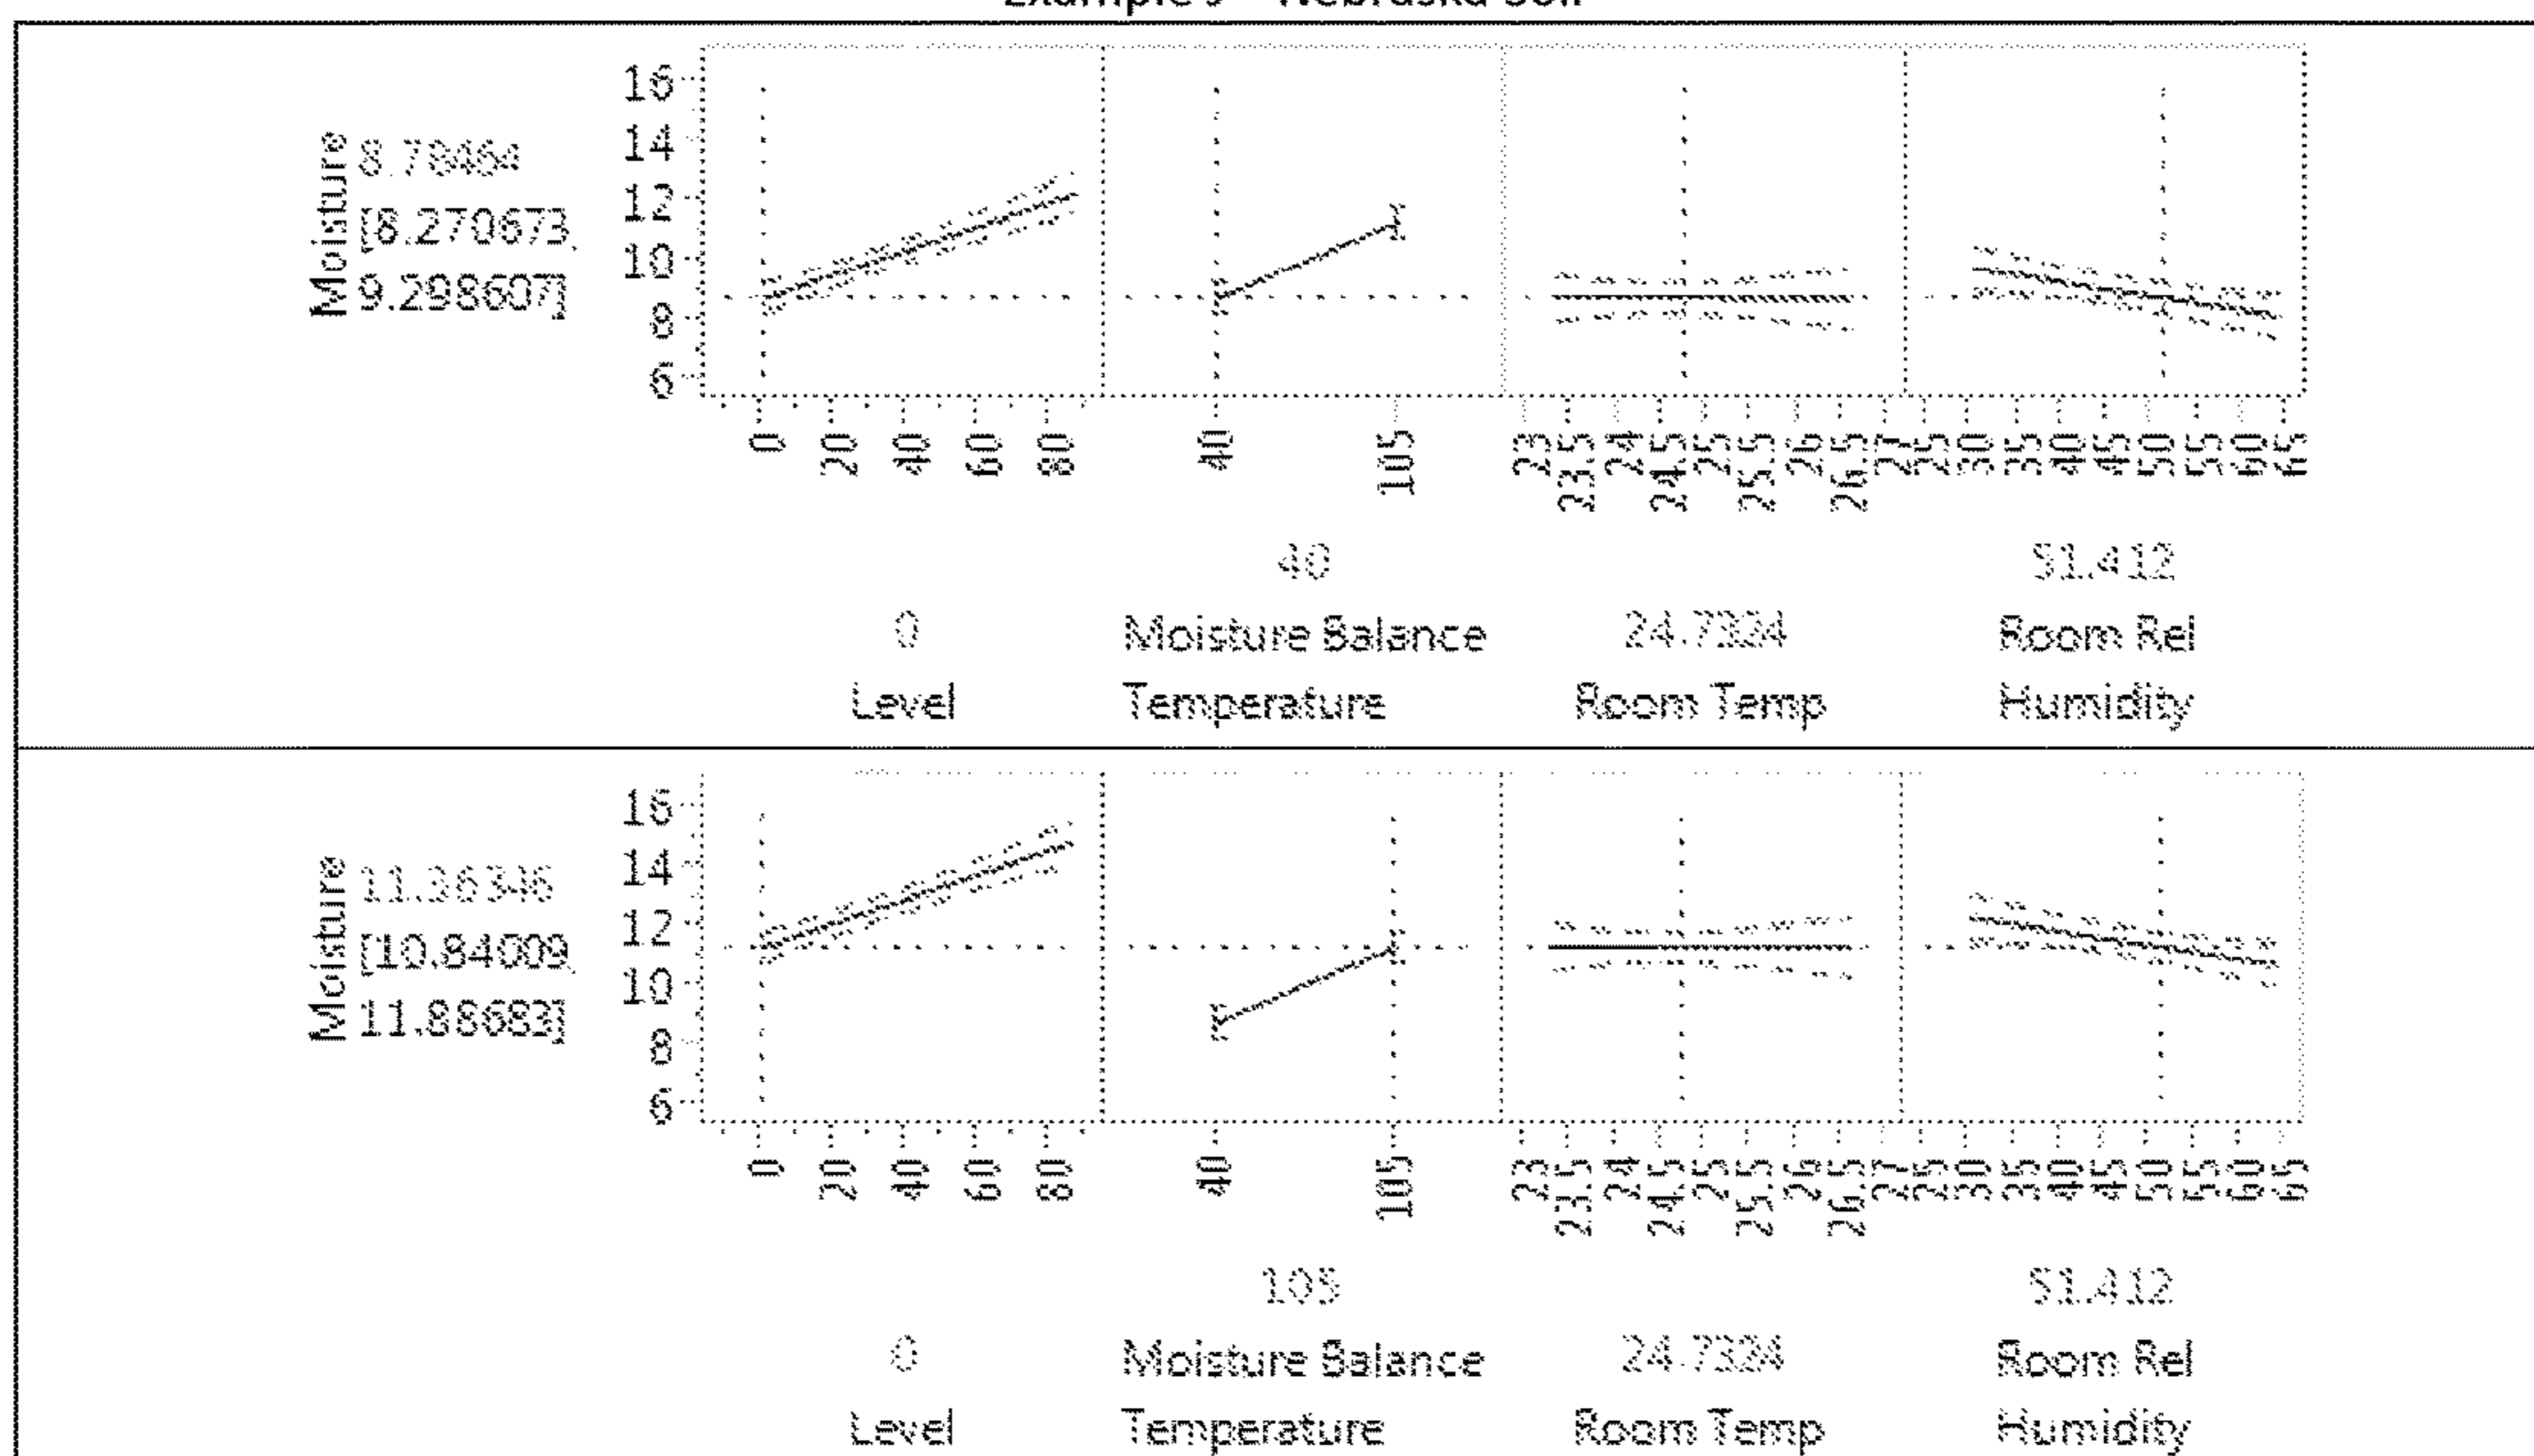 Nebraska Soil
16
14
12
10
8
6
Moisture
8.78464
[8.270673,
9.298607]
0 20 40 60 80
40 105
23 23.5 24 24.5 25 25.5 26 26.5 27
25 30 35 40 45 50 55 60 65
40 51.412
0 Moisture Balance 24.7324 Room Rel
Level Temperature Room Temp Humidity
16
14
12
10
8
6
Moisture
11.36346
[10.84009,
11.88683]
0 20 40 60 80
40 105
23 23.5 24 24.5 25 25.5 26 26.5 27
25 30 35 40 45 50 55 60 65
105 51.412
0 Moisture Balance 24.7324 Room Rel
Level Temperature Room Temp Humidity